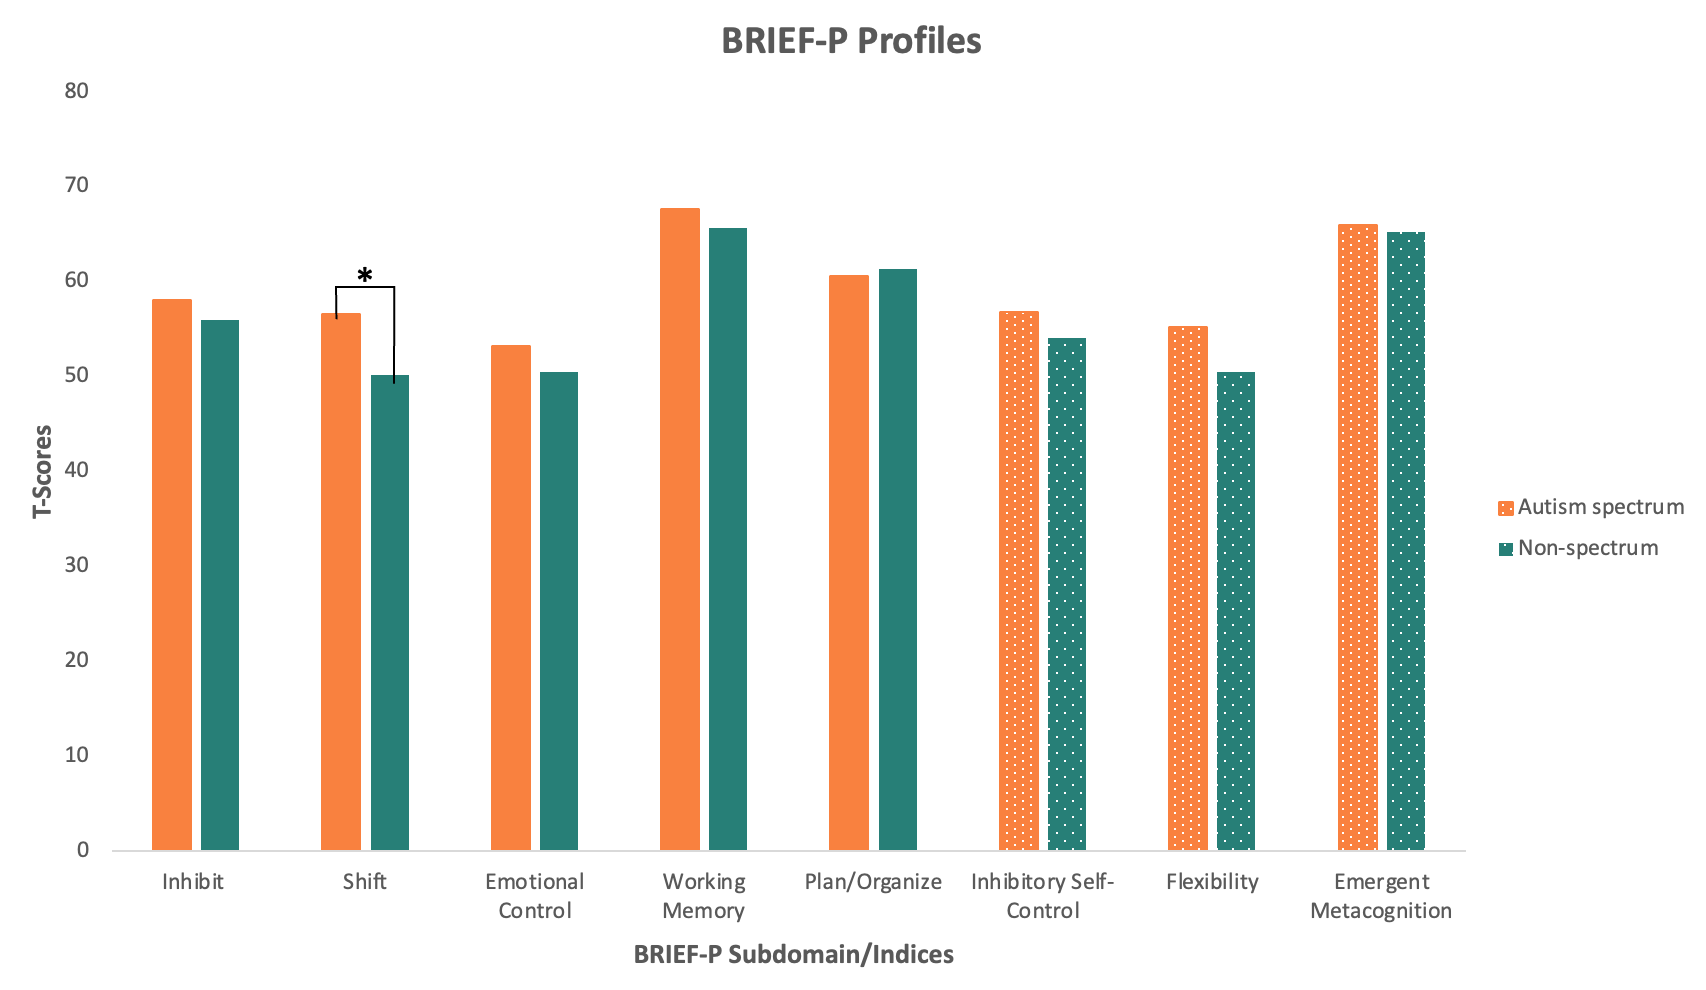 BRIEF-P Profiles
80
70
60
50
40
30
20
10
0
T-Scores
*
Inhibit
Shift
Emotional
Control
Working
Memory
Plan/Organize
Inhibitory Self-
Control
Flexibility
Emergent
Metacognition
BRIEF-P Subdomain/Indices
Autism spectrum
Non-spectrum